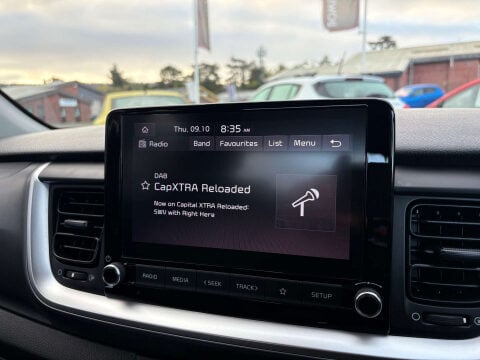 Thu. 09.10 8:35 AM
Radio Band Favourites List Menu
DAB
CapXTRA Reloaded
Now on Capital XTRA Reloaded:
SWV with Right Here
RADIO MEDIA < SEEK TRACK > SETUP